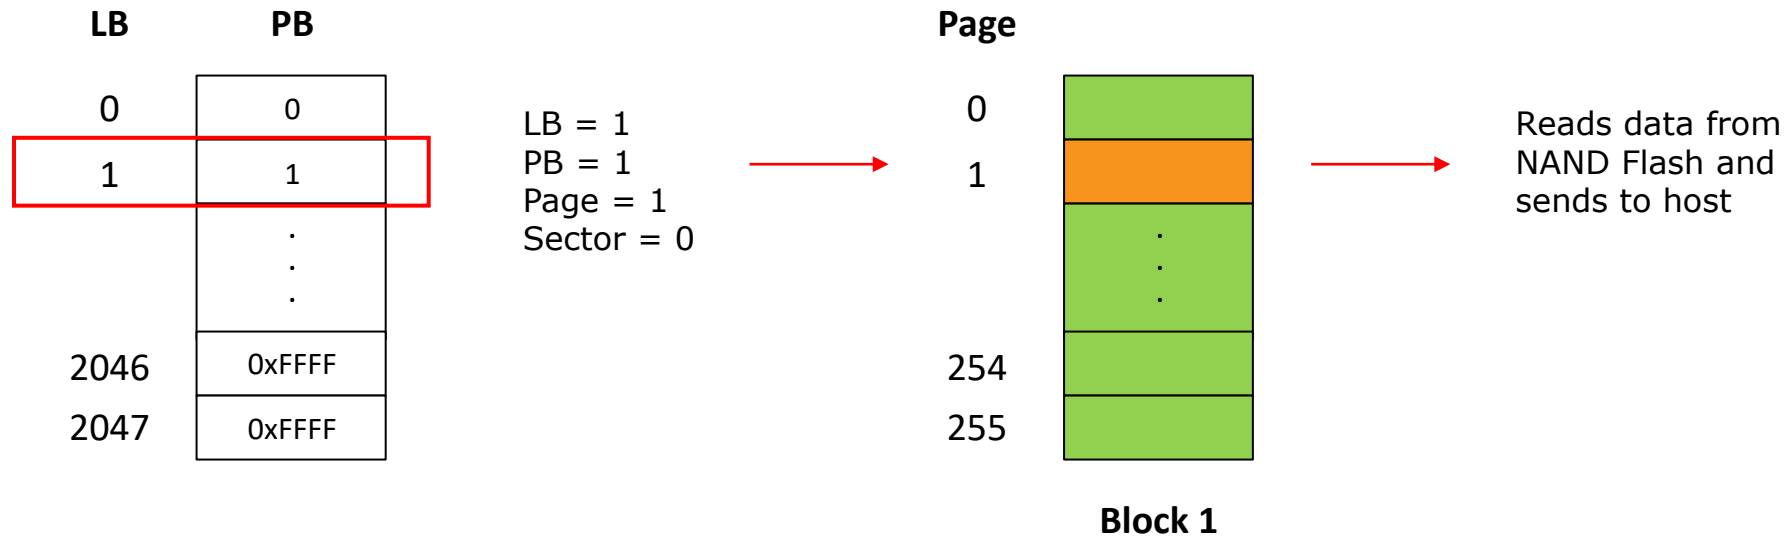 LB PB
0 0
1 1
.
.
.
2046 0xFFFF
2047 0xFFFF
LB = 1
PB = 1
Page = 1
Sector = 0
Page
0
1
.
.
.
254
255
Block 1
Reads data from
NAND Flash and
sends to host